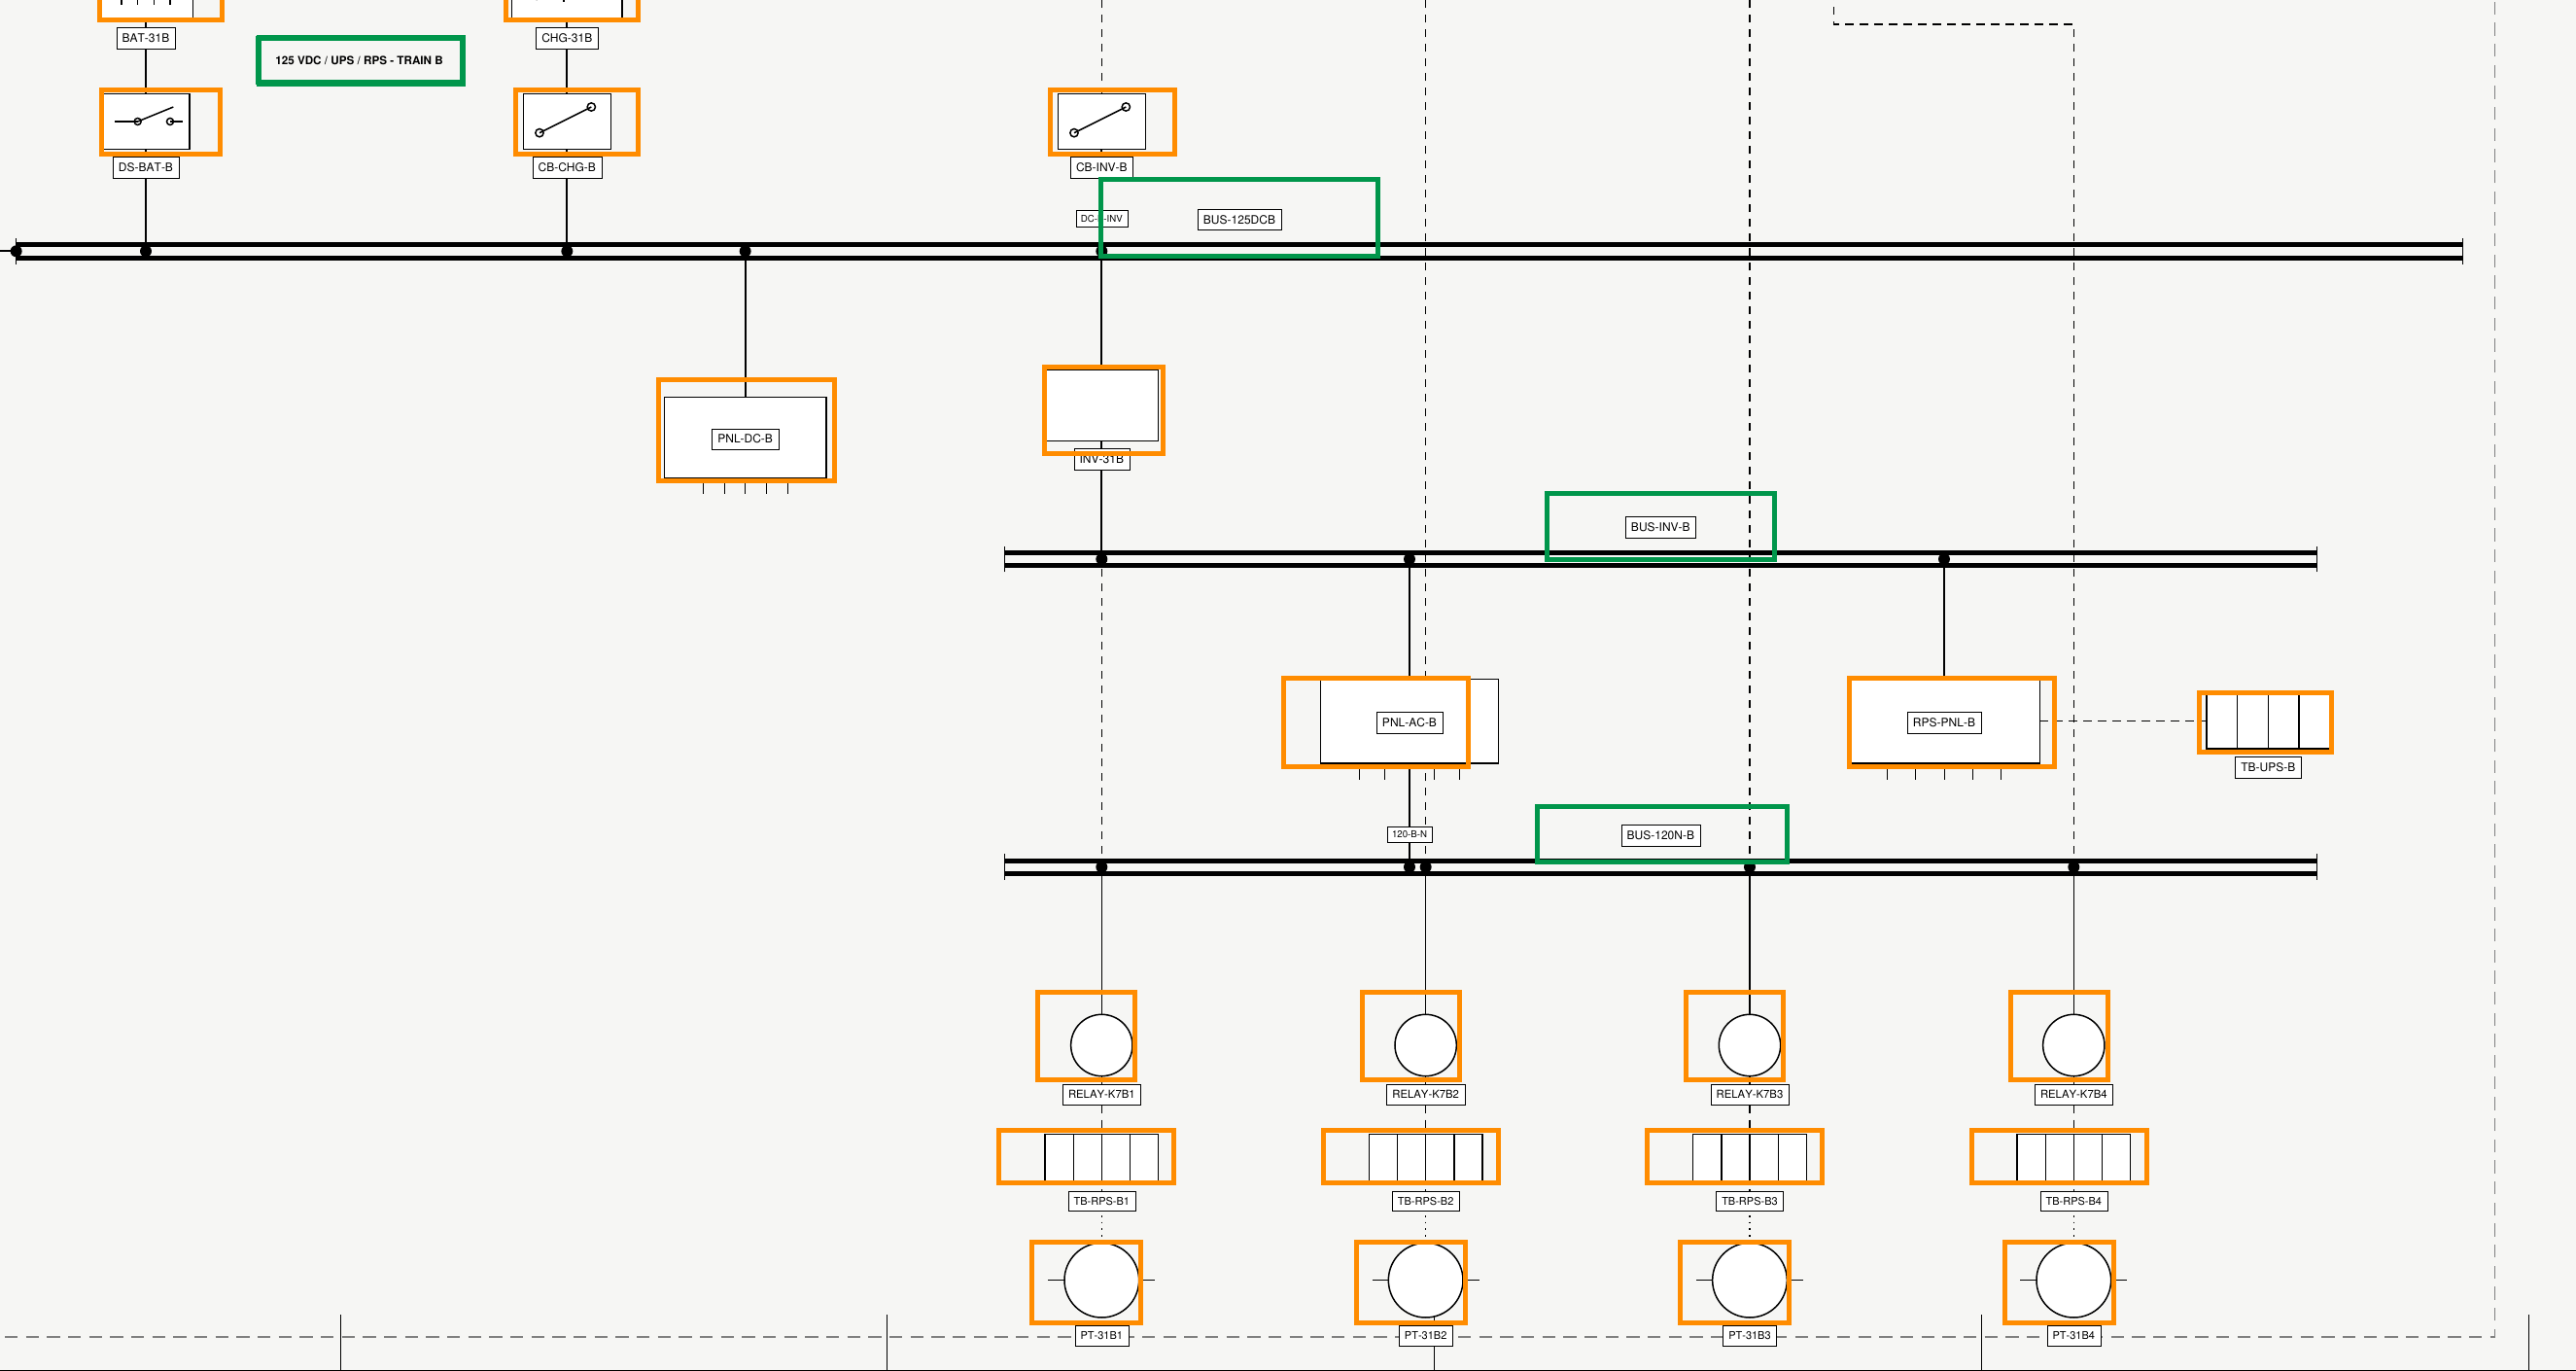 BAT-31B
CHG-31B
125 VDC / UPS / RPS - TRAIN B
DS-BAT-B
CB-CHG-B
CB-INV-B
BUS-125DCB
PNL-DC-B
INV-31B
BUS-INV-B
PNL-AC-B
RPS-PNL-B
TB-UPS-B
120-B-N
BUS-120N-B
RELAY-K7B1
RELAY-K7B2
RELAY-K7B3
RELAY-K7B4
TB-RPS-B1
TB-RPS-B2
TB-RPS-B3
TB-RPS-B4
PT-31B1
PT-31B2
PT-31B3
PT-31B4